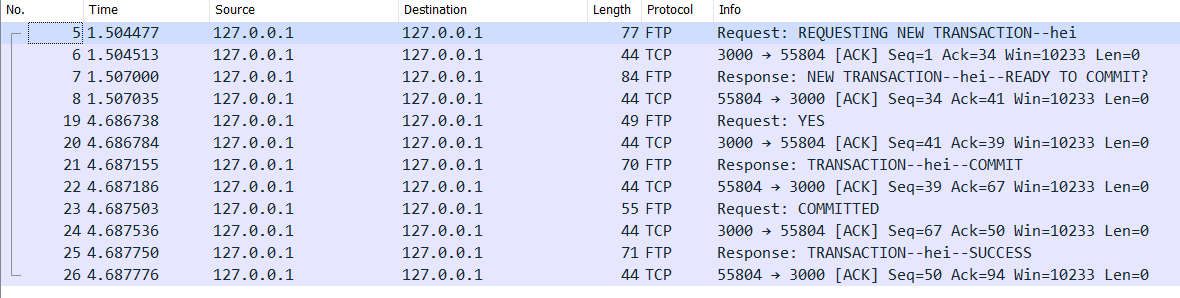 No. Time Source Destination Length Protocol Info
5 1.504477 127.0.0.1 127.0.0.1 77 FTP Request: REQUESTING NEW TRANSACTION--hei
6 1.504513 127.0.0.1 127.0.0.1 44 TCP 3000 → 55804 [ACK] Seq=1 Ack=34 Win=10233 Len=0
7 1.507000 127.0.0.1 127.0.0.1 84 FTP Response: NEW TRANSACTION--hei--READY TO COMMIT?
8 1.507035 127.0.0.1 127.0.0.1 44 TCP 55804 → 3000 [ACK] Seq=34 Ack=41 Win=10233 Len=0
19 4.686738 127.0.0.1 127.0.0.1 49 FTP Request: YES
20 4.686784 127.0.0.1 127.0.0.1 44 TCP 3000 → 55804 [ACK] Seq=41 Ack=39 Win=10233 Len=0
21 4.687155 127.0.0.1 127.0.0.1 70 FTP Response: TRANSACTION--hei--COMMIT
22 4.687186 127.0.0.1 127.0.0.1 44 TCP 55804 → 3000 [ACK] Seq=39 Ack=67 Win=10233 Len=0
23 4.687503 127.0.0.1 127.0.0.1 55 FTP Request: COMMITTED
24 4.687536 127.0.0.1 127.0.0.1 44 TCP 3000 → 55804 [ACK] Seq=67 Ack=50 Win=10233 Len=0
25 4.687750 127.0.0.1 127.0.0.1 71 FTP Response: TRANSACTION--hei--SUCCESS
26 4.687776 127.0.0.1 127.0.0.1 44 TCP 55804 → 3000 [ACK] Seq=50 Ack=94 Win=10233 Len=0